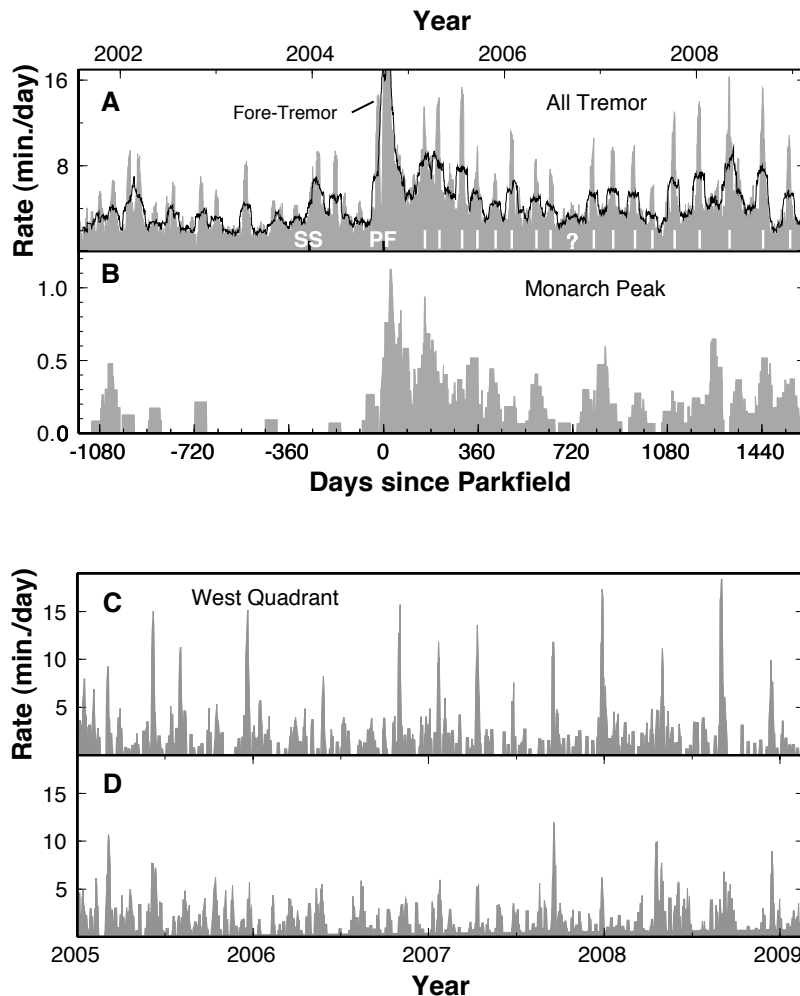 Year
2002 2004 2006 2008
16
8
Rate (min./day)
A
Fore-Tremor
All Tremor
SS PF ?
B
Monarch Peak
1.0
0.5
0.0
-1080 -720 -360 0 360 720 1080 1440
Days since Parkfield
C
West Quadrant
15
10
5
Rate (min./day)
D
15
10
5
2005 2006 2007 2008 2009
Year